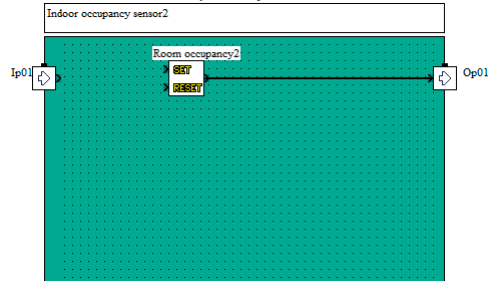 Indoor occupancy sensor2
Room occupancy2
Ip01
SET
RESET
Op01